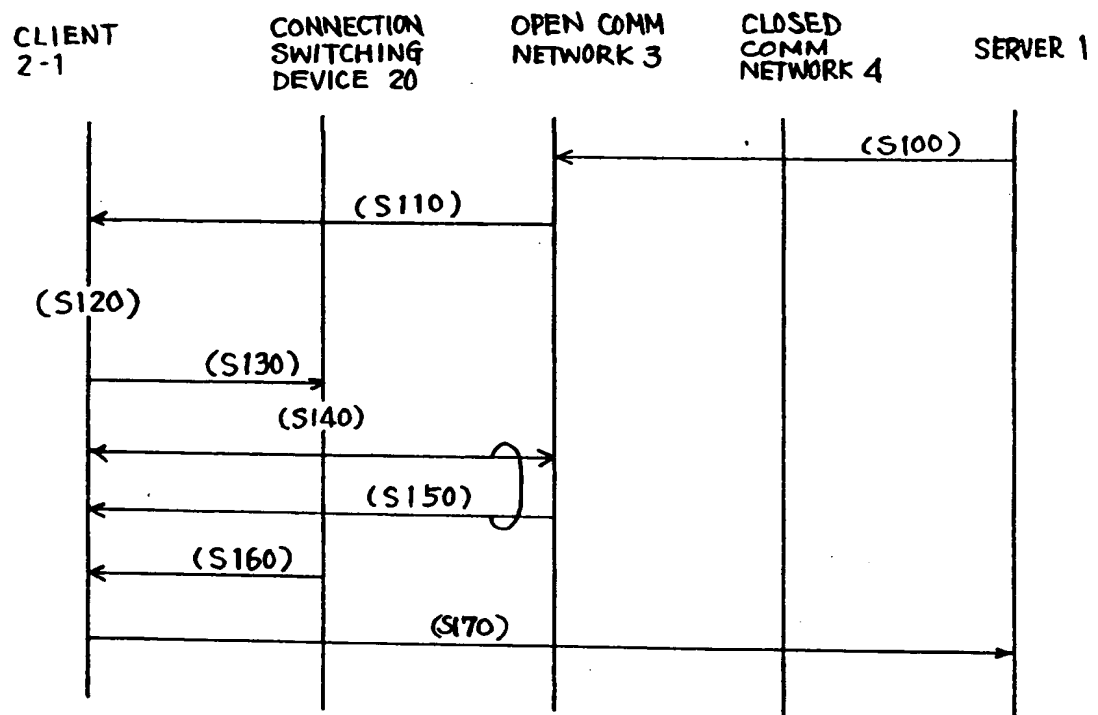 CLIENT
2-1
CONNECTION
SWITCHING
DEVICE 20
OPEN COMM
NETWORK 3
CLOSED
COMM
NETWORK 4
SERVER 1
(S100)
(S110)
(S120)
(S130)
(S140)
(S150)
(S160)
(S170)